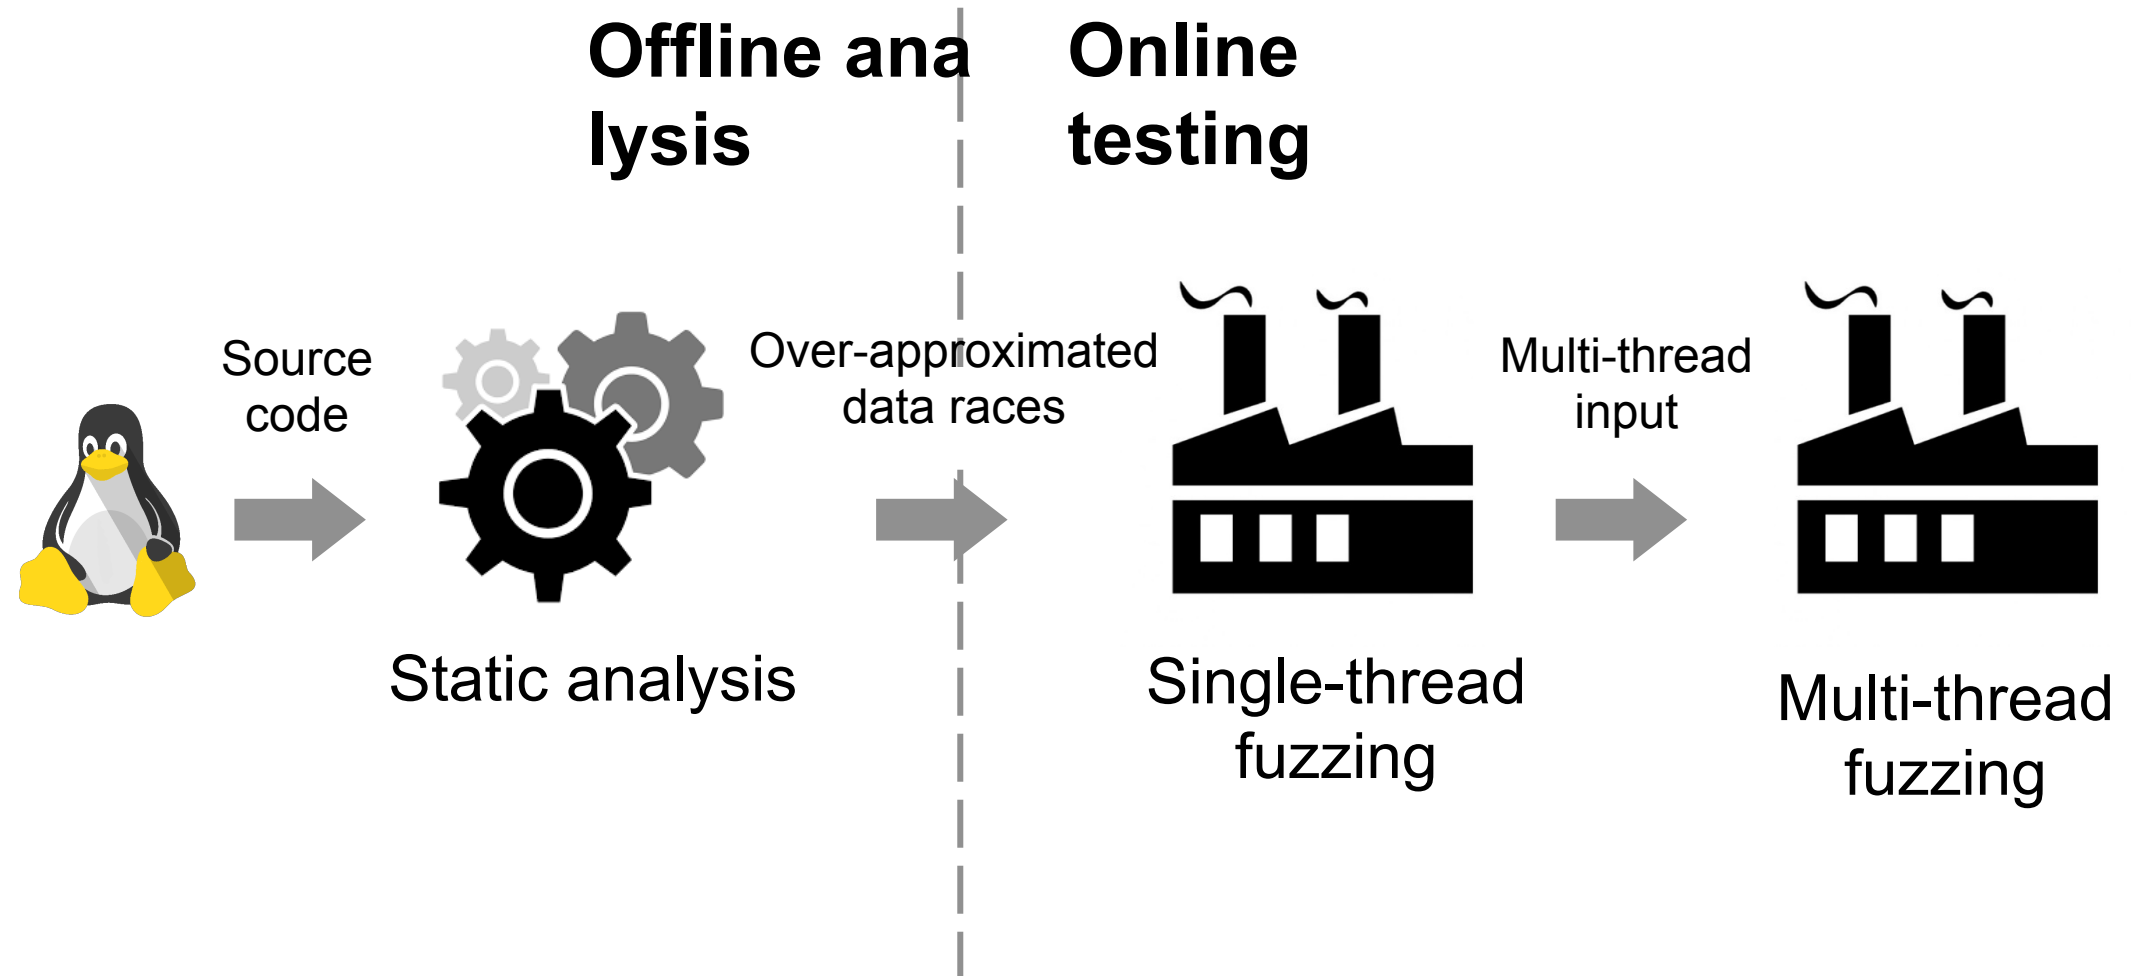 Offline ana
lysis
Online
testing
Source
code
Over-approximated
data races
Multi-thread
input
Static analysis
Single-thread
fuzzing
Multi-thread
fuzzing